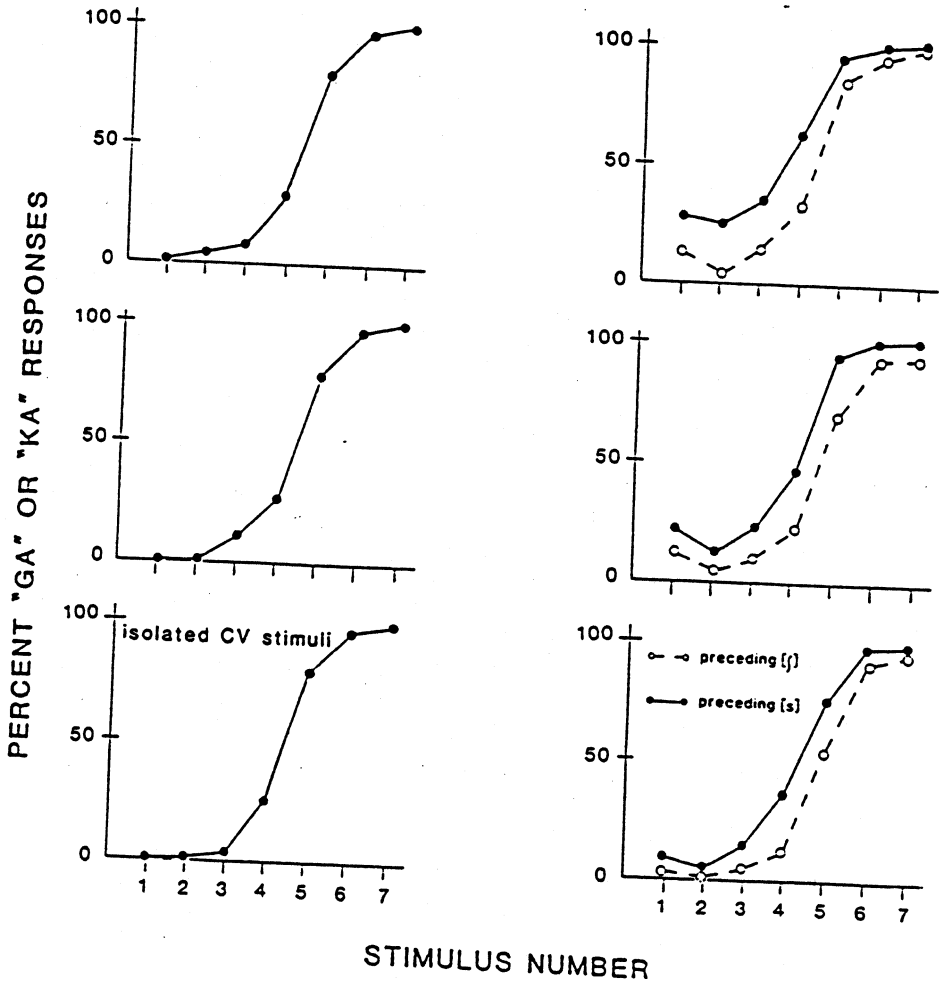 PERCENT "GA" OR "KA" RESPONSES
100
50
0
100
50
0
100
50
0
isolated CV stimuli
1 2 3 4 5 6 7
100
50
0
100
50
0
100
50
0
preceding [ʃ]
preceding [s]
1 2 3 4 5 6 7
STIMULUS NUMBER